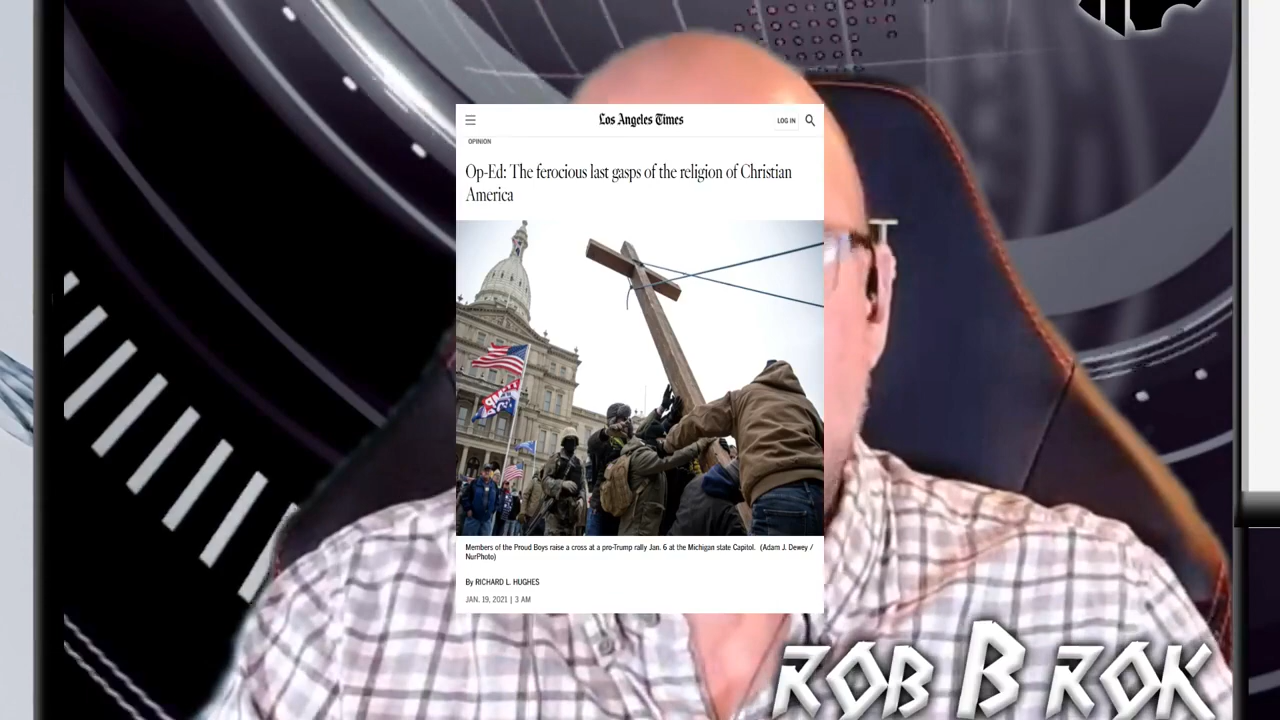 Los Angeles Times
LOG IN
OPINION
Op-Ed: The ferocious last gasps of the religion of Christian
America
TRUMP
Members of the Proud Boys raise a cross at a pro-Trump rally Jan. 6 at the Michigan state Capitol. (Adam J. Dewey /
NurPhoto)
By RICHARD L. HUGHES
JAN. 19, 2021 | 3 AM
T
ROB B ROK